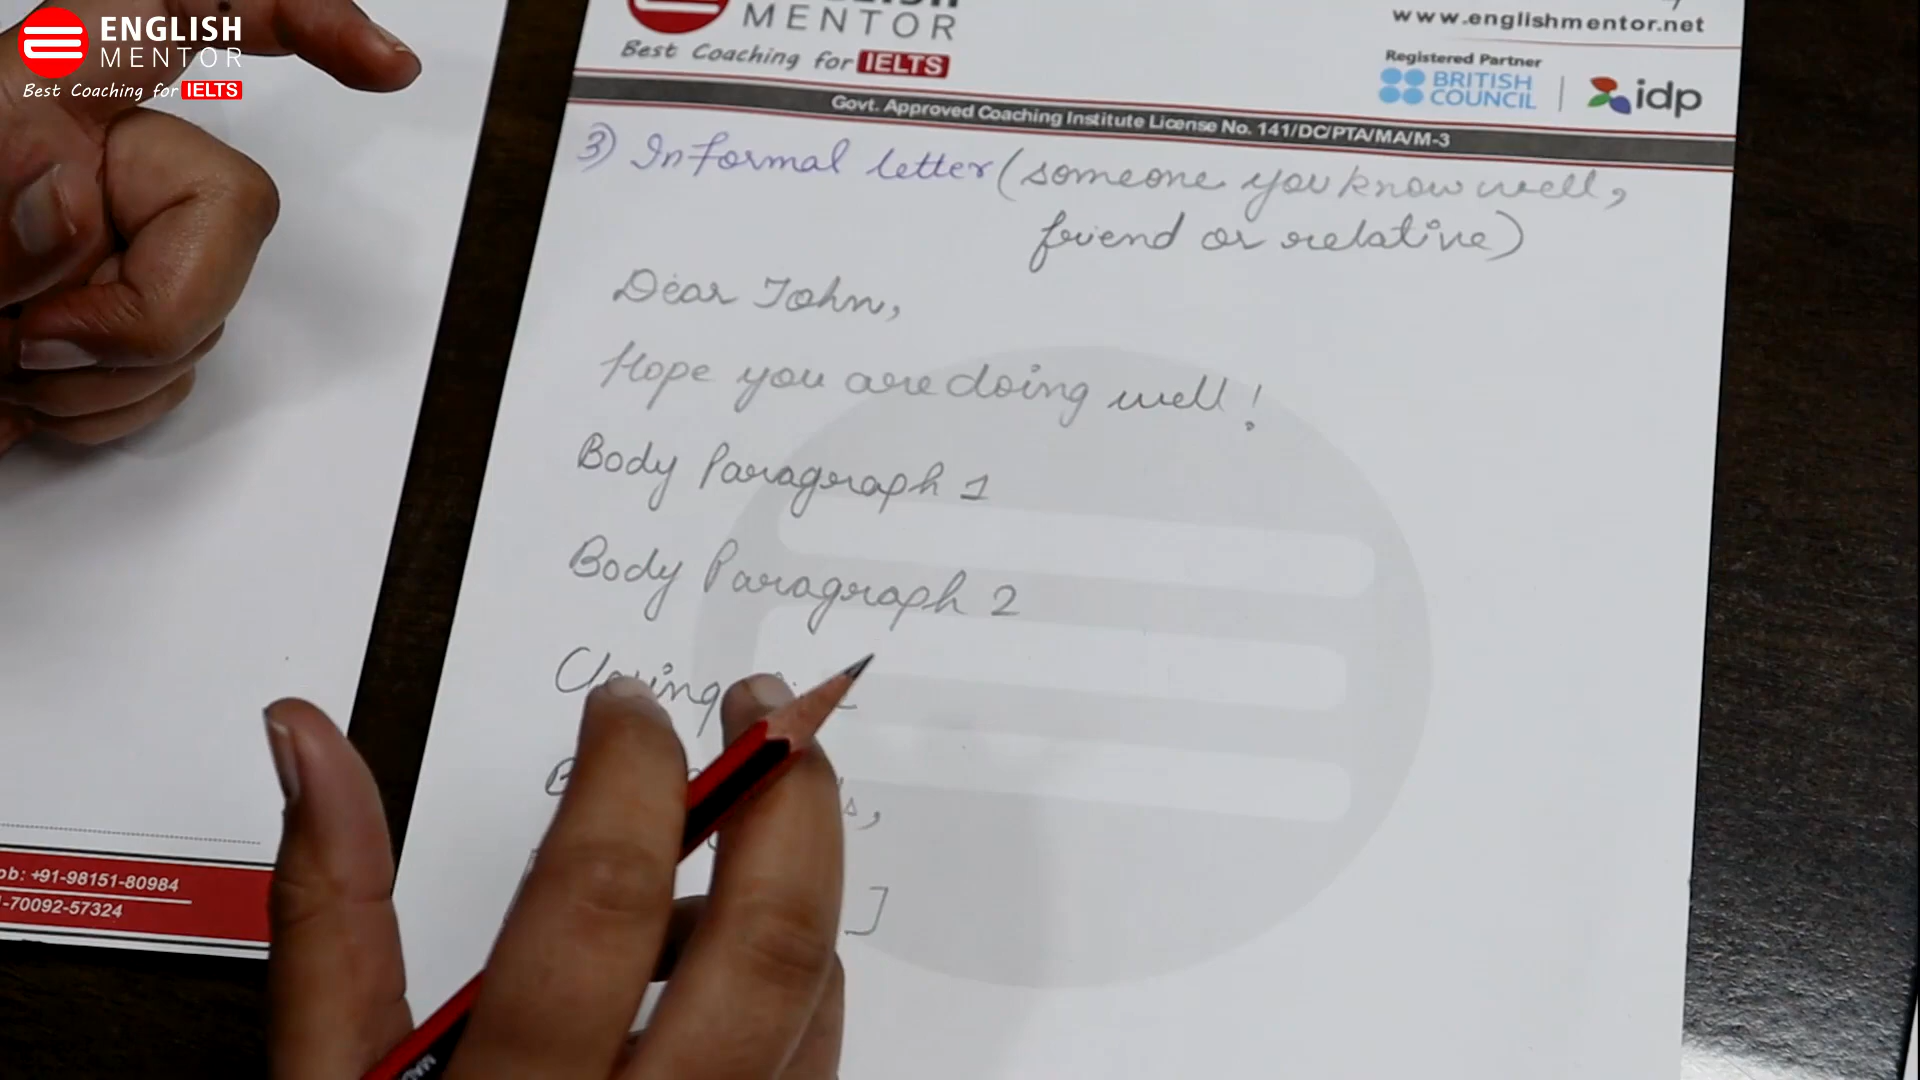 ENGLISH
MENTOR
Best Coaching for IELTS
MENTOR
Best Coaching for IELTS
www.englishmentor.net
Registered Partner
BRITISH
COUNCIL
idp
Govt. Approved Coaching Institute License No. 141/DC/PTA/MA/M-3
3) Informal letter (someone you know well,
friend or relative)
Dear John,
Hope you are doing well!
Body Paragraph 1
Body Paragraph 2
Closing
]
+91-98151-80984
-70092-57324